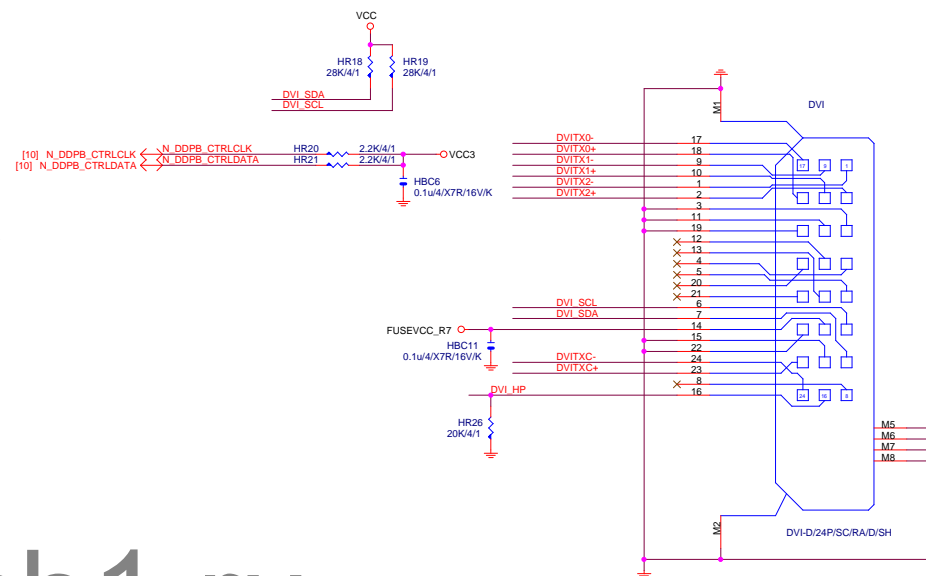 VCC
HR18
28K/4/1
HR19
28K/4/1
DVI_SDA
DVI_SCL
[10] N_DDPB_CTRLCLK
N_DDPB_CTRLCLK
HR20
2.2K/4/1
[10] N_DDPB_CTRLDATA
N_DDPB_CTRLDATA
HR21
2.2K/4/1
VCC3
HBC6
0.1u/4/X7R/16V/K
DVI
M1
DVITX0- 17
DVITX0+ 18
DVITX1- 9
DVITX1+ 10
DVITX2- 1
DVITX2+ 2
3
11
19
12
13
4
5
20
21
DVI_SCL 6
DVI_SDA 7
FUSEVCC_R7 14
15
22
HBC11
0.1u/4/X7R/16V/K
DVITXC- 24
DVITXC+ 23
8
DVI_HP 16
HR26
20K/4/1
17 9 1
24 16 8
M5
M6
M7
M8
M2
DVI-D/24P/SC/RA/D/SH